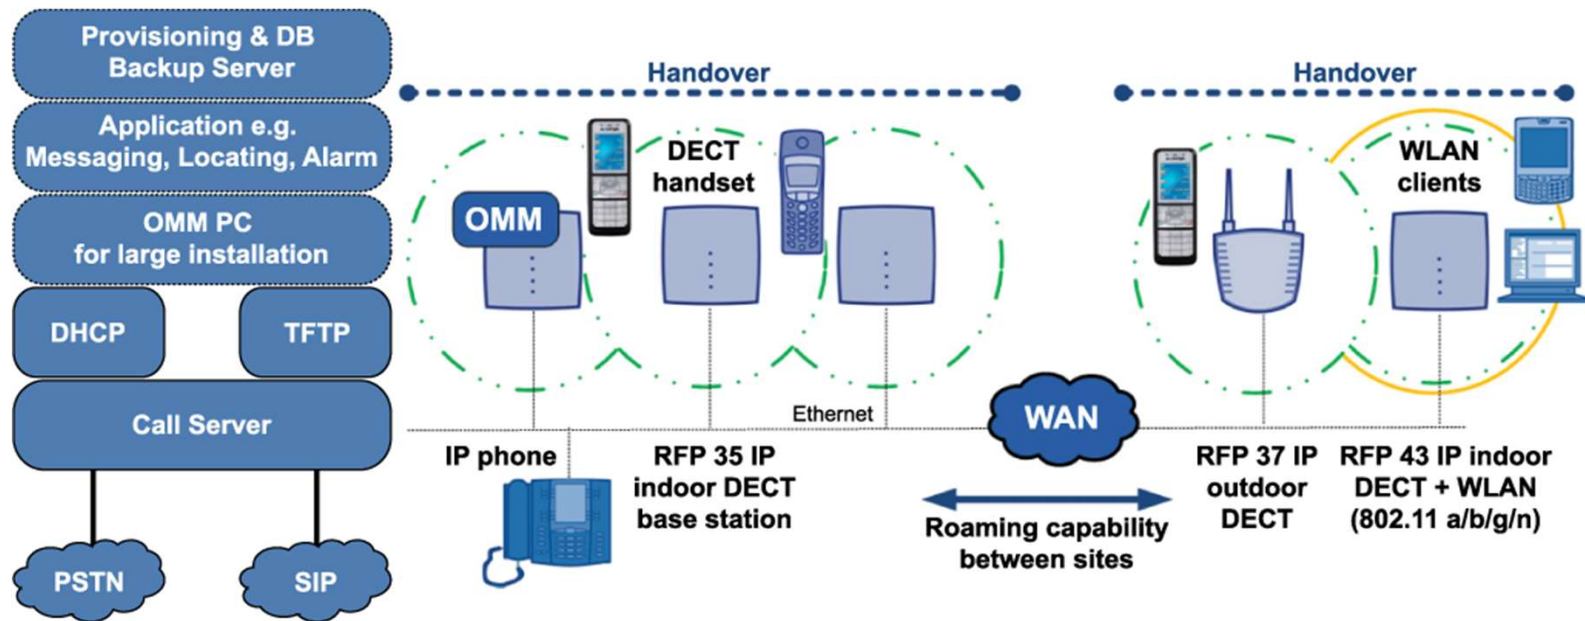 Provisioning & DB
Backup Server
Application e.g.
Messaging, Locating, Alarm
OMM PC
for large installation
DHCP
TFTP
Call Server
PSTN
SIP
Handover
DECT
handset
OMM
Ethernet
IP phone
RFP 35 IP
indoor DECT
base station
WAN
Roaming capability
between sites
Handover
WLAN
clients
RFP 37 IP
outdoor
DECT
RFP 43 IP indoor
DECT + WLAN
(802.11 a/b/g/n)